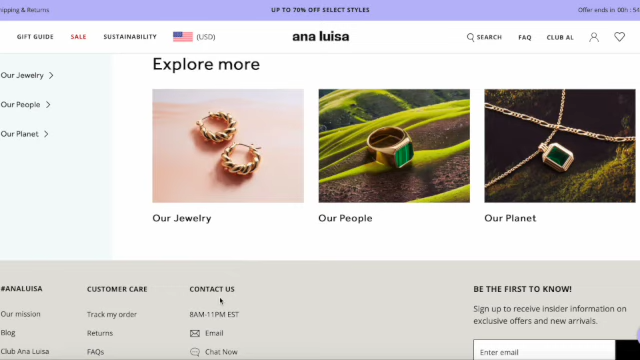 hipping & Returns
UP TO 70% OFF SELECT STYLES
Offer ends in 00h : 54
GIFT GUIDE
SALE
SUSTAINABILITY
(USD)
ana luisa
SEARCH
FAQ
CLUB AL
Our Jewelry
Our People
Our Planet
Explore more
Our Jewelry
Our People
Our Planet
#ANALUISA
Our mission
Blog
Club Ana Luisa
CUSTOMER CARE
Track my order
Returns
FAQs
CONTACT US
8AM-11PM EST
Email
Chat Now
BE THE FIRST TO KNOW!
Sign up to receive insider information on
exclusive offers and new arrivals.
Enter email